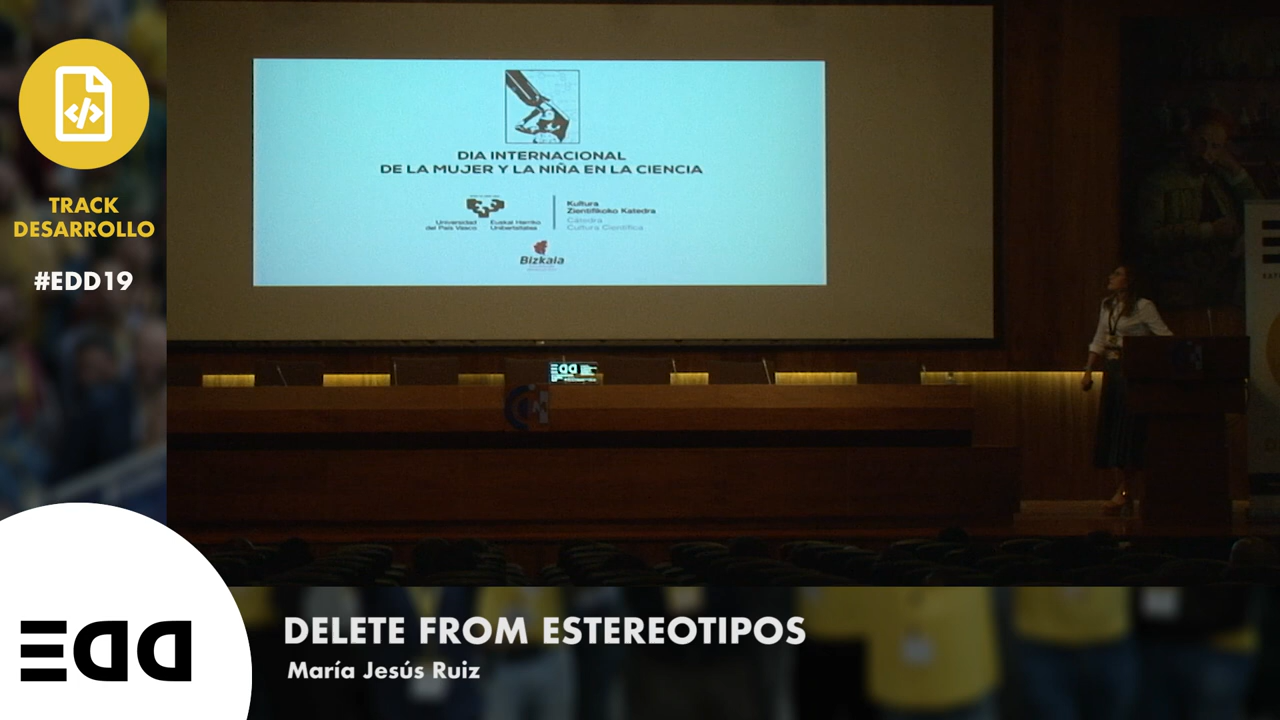 TRACK
DESARROLLO
#EDD19
DIA INTERNACIONAL
DE LA MUJER Y LA NIÑA EN LA CIENCIA
Universidad
del País Vasco
Euskal Herriko
Unibertsitatea
Kultura
Zientifikoko Katedra
Cátedra
Cultura Científica
Bizkaia
EDD
EDD
DELETE FROM ESTEREOTIPOS
María Jesús Ruiz